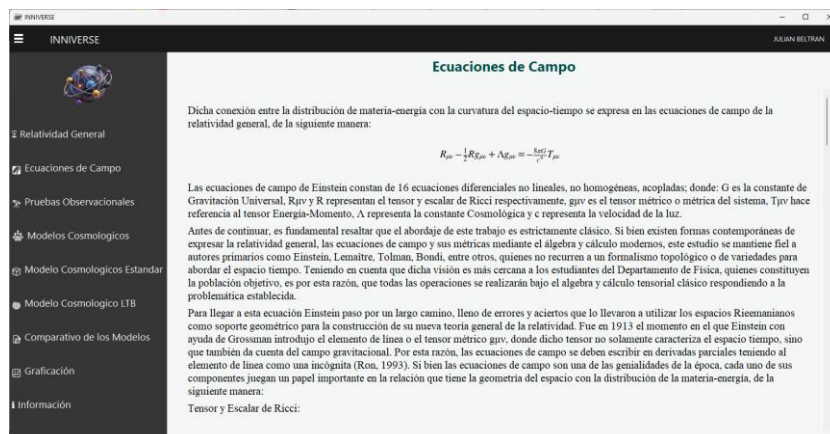 INNIVERSE
INNIVERSE
JULIAN BELTRAN
Relatividad General
Ecuaciones de Campo
Pruebas Observacionales
Modelos Cosmologicos
Modelo Cosmologicos Estandar
Modelo Cosmologico LTB
Comparativo de los Modelos
Graficación
Información
Ecuaciones de Campo
Dicha conexión entre la distribución de materia-energía con la curvatura del espacio-tiempo se expresa en las ecuaciones de campo de la
relatividad general, de la siguiente manera:
Rμν − ½Rgμν + Λgμν = −8πG/c⁴ Tμν
Las ecuaciones de campo de Einstein constan de 16 ecuaciones diferenciales no lineales, no homogéneas, acopladas; donde: G es la constante de
Gravitación Universal, Rμν y R representan el tensor y escalar de Ricci respectivamente, gμν es el tensor métrico o métrica del sistema, Tμν hace
referencia al tensor Energía-Momento, Λ representa la constante Cosmológica y c representa la velocidad de la luz.
Antes de continuar, es fundamental resaltar que el abordaje de este trabajo es estrictamente clásico. Si bien existen formas contemporáneas de
expresar la relatividad general, las ecuaciones de campo y sus métricas mediante el álgebra y cálculo modernos, este estudio se mantiene fiel a
autores primarios como Einstein, Lemaître, Tolman, Bondi, entre otros, quienes no recurren a un formalismo topológico o de variedades para
abordar el espacio tiempo. Teniendo en cuenta que dicha visión es más cercana a los estudiantes del Departamento de Física, quienes constituyen
la población objetivo, es por esta razón, que todas las operaciones se realizarán bajo el algebra y cálculo tensorial clásico respondiendo a la
problemática establecida.
Para llegar a esta ecuación Einstein paso por un largo camino, lleno de errores y aciertos que lo llevaron a utilizar los espacios Rieemanianos
como soporte geométrico para la construcción de su nueva teoría general de la relatividad. Fue en 1913 el momento en el que Einstein con
ayuda de Grossman introdujo el elemento de línea o el tensor métrico gμν, donde dicho tensor no solamente caracteriza el espacio tiempo, sino
que también da cuenta del campo gravitacional. Por esta razón, las ecuaciones de campo se deben escribir en derivadas parciales teniendo al
elemento de línea como una incógnita (Ron, 1993). Si bien las ecuaciones de campo son una de las genialidades de la época, cada uno de sus
componentes juegan un papel importante en la relación que tiene la geometría del espacio con la distribución de la materia-energía, de la
siguiente manera:
Tensor y Escalar de Ricci: